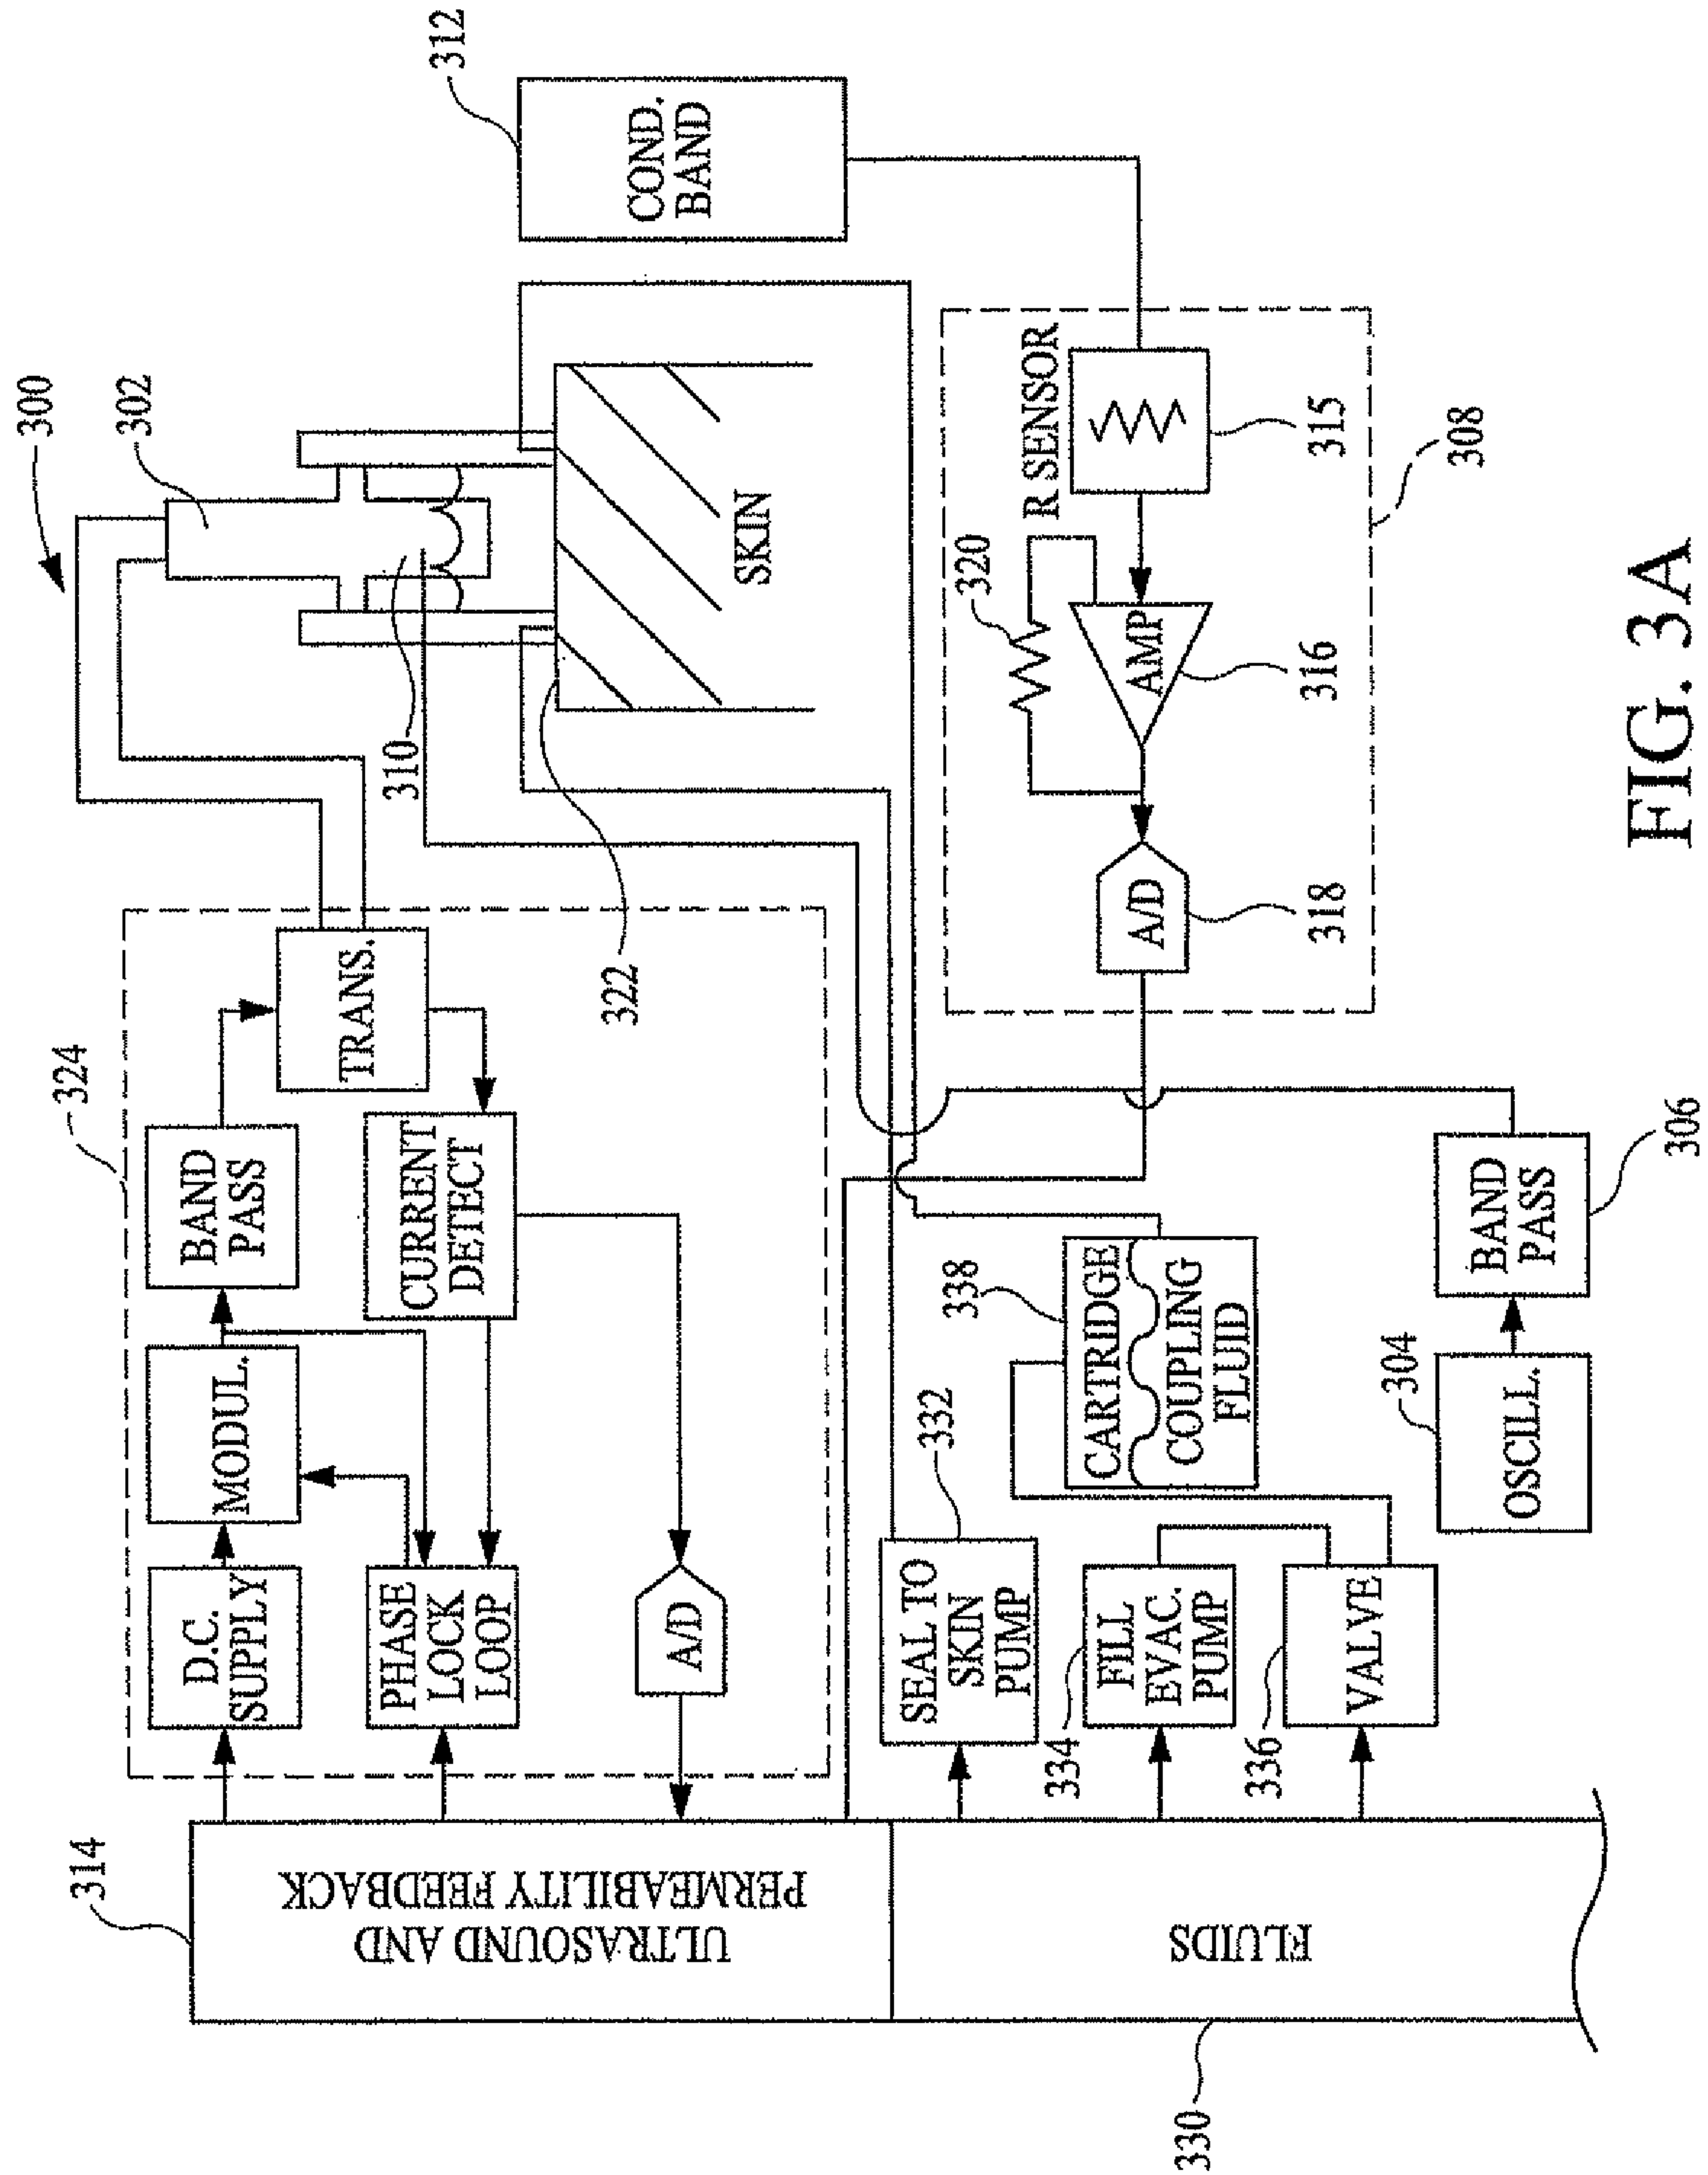 300
302
312
324
314
D.C.
SUPPLY
MODUL.
BAND
PASS
TRANS.
PHASE
LOCK
LOOP
CURRENT
DETECT
A/D
310
322
SKIN
COND.
BAND
ULTRASOUND AND
PERMEABILITY FEEDBACK
FLUIDS
330
SEAL TO
SKIN
PUMP
332
334
FILL
EVAC.
PUMP
336
VALVE
338
CARTRIDGE
COUPLING
FLUID
304
OSCILL.
BAND
PASS
306
R SENSOR
315
320
AMP
316
A/D
318
308
FIG. 3A